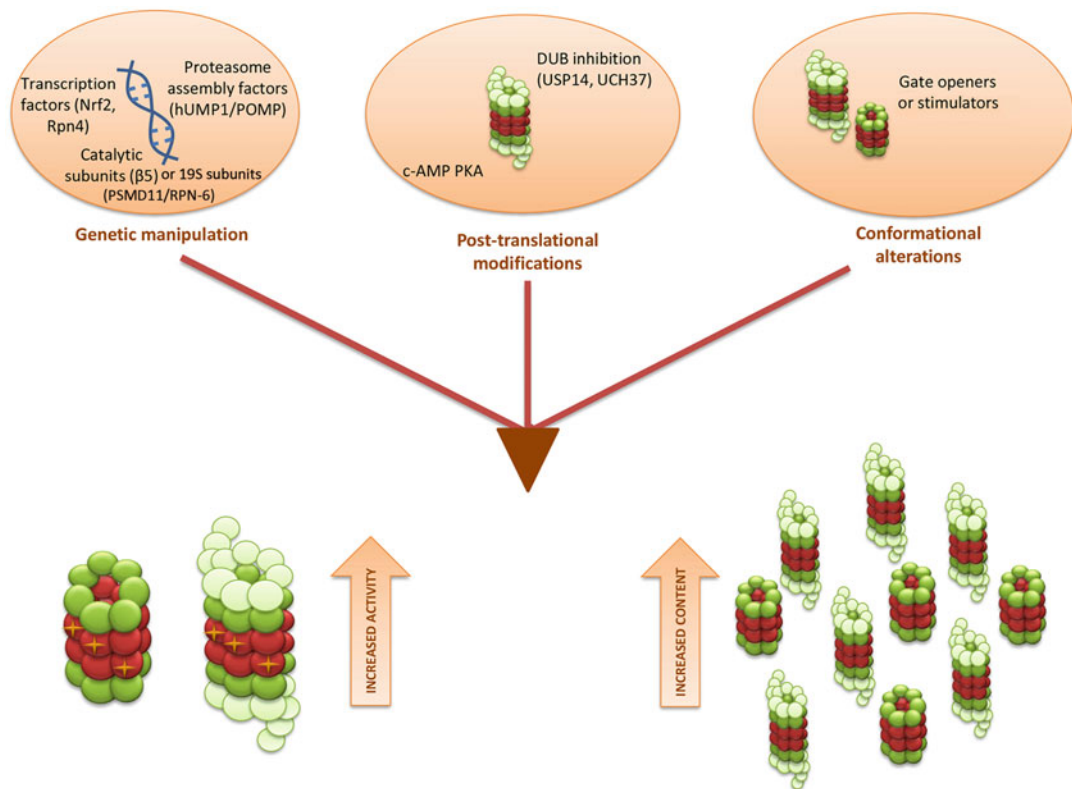 Transcription
factors (Nrf2,
Rpn4)
Proteasome
assembly factors
(hUMP1/POMP)
Catalytic
subunits (β5) or 19S subunits
(PSMD11/RPN-6)
Genetic manipulation
DUB inhibition
(USP14, UCH37)
c-AMP PKA
Post-translational
modifications
Gate openers
or stimulators
Conformational
alterations
INCREASED ACTIVITY
INCREASED CONTENT